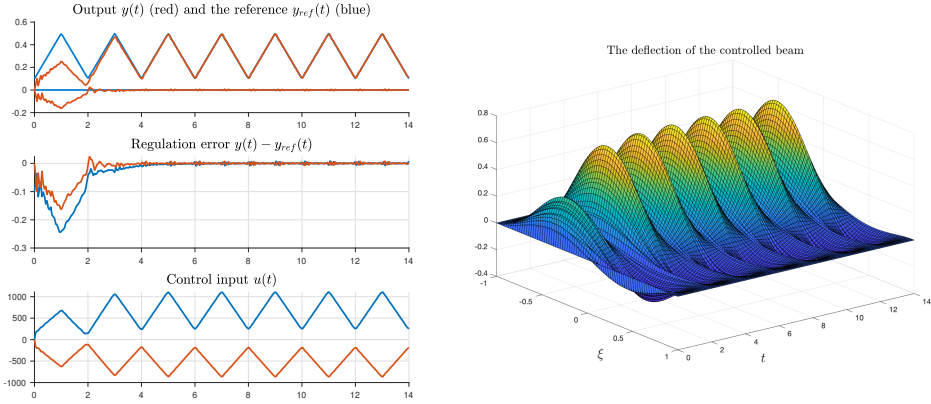 Output y(t) (red) and the reference y_ref(t) (blue)
0.6
0.4
0.2
0
-0.2
0 2 4 6 8 10 12 14
Regulation error y(t) − y_ref(t)
0
-0.1
-0.2
-0.3
0 2 4 6 8 10 12 14
Control input u(t)
1000
500
0
-500
-1000
0 2 4 6 8 10 12 14
The deflection of the controlled beam
0.8
0.6
0.4
0.2
0
-0.2
-0.4
-1
-0.5
0
0.5
1
ξ
0 2 4 6 8 10 12 14
t